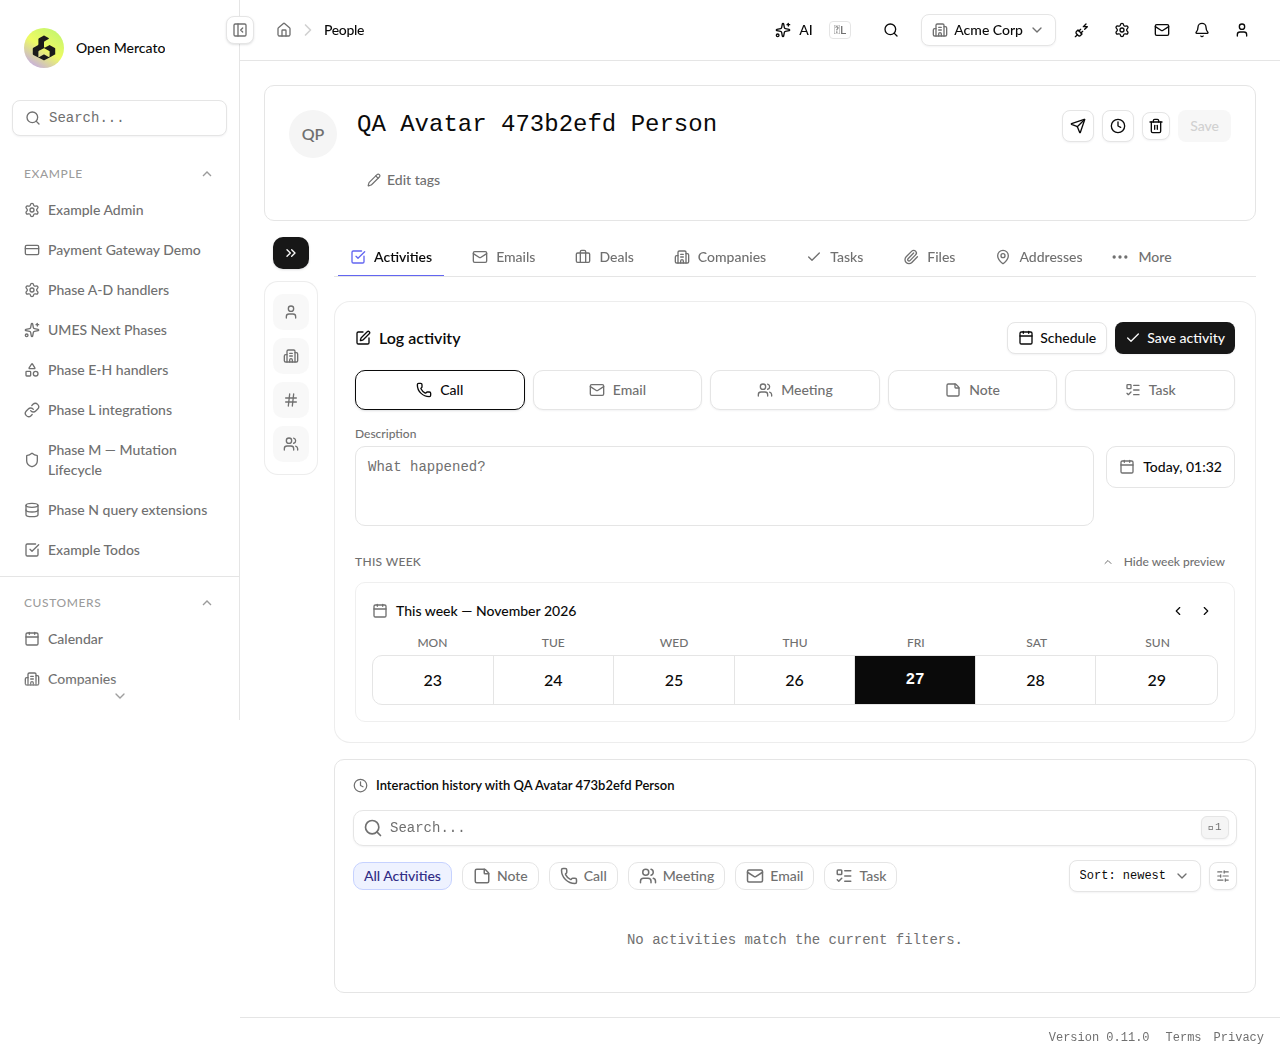 Open Mercato
People
AI
L
Acme Corp
Search...
QP
QA Avatar 473b2efd Person
Save
Edit tags
EXAMPLE
Example Admin
Payment Gateway Demo
Phase A-D handlers
UMES Next Phases
Phase E-H handlers
Phase L integrations
Phase M — Mutation
Lifecycle
Phase N query extensions
Example Todos
CUSTOMERS
Calendar
Companies
Activities
Emails
Deals
Companies
Tasks
Files
Addresses
More
Log activity
Schedule
Save activity
Call
Email
Meeting
Note
Task
Description
What happened?
Today, 01:32
THIS WEEK
Hide week preview
This week — November 2026
MON TUE WED THU FRI SAT SUN
23 24 25 26 27 28 29
Interaction history with QA Avatar 473b2efd Person
Search...
1
All Activities
Note
Call
Meeting
Email
Task
Sort: newest
No activities match the current filters.
Version 0.11.0 Terms Privacy